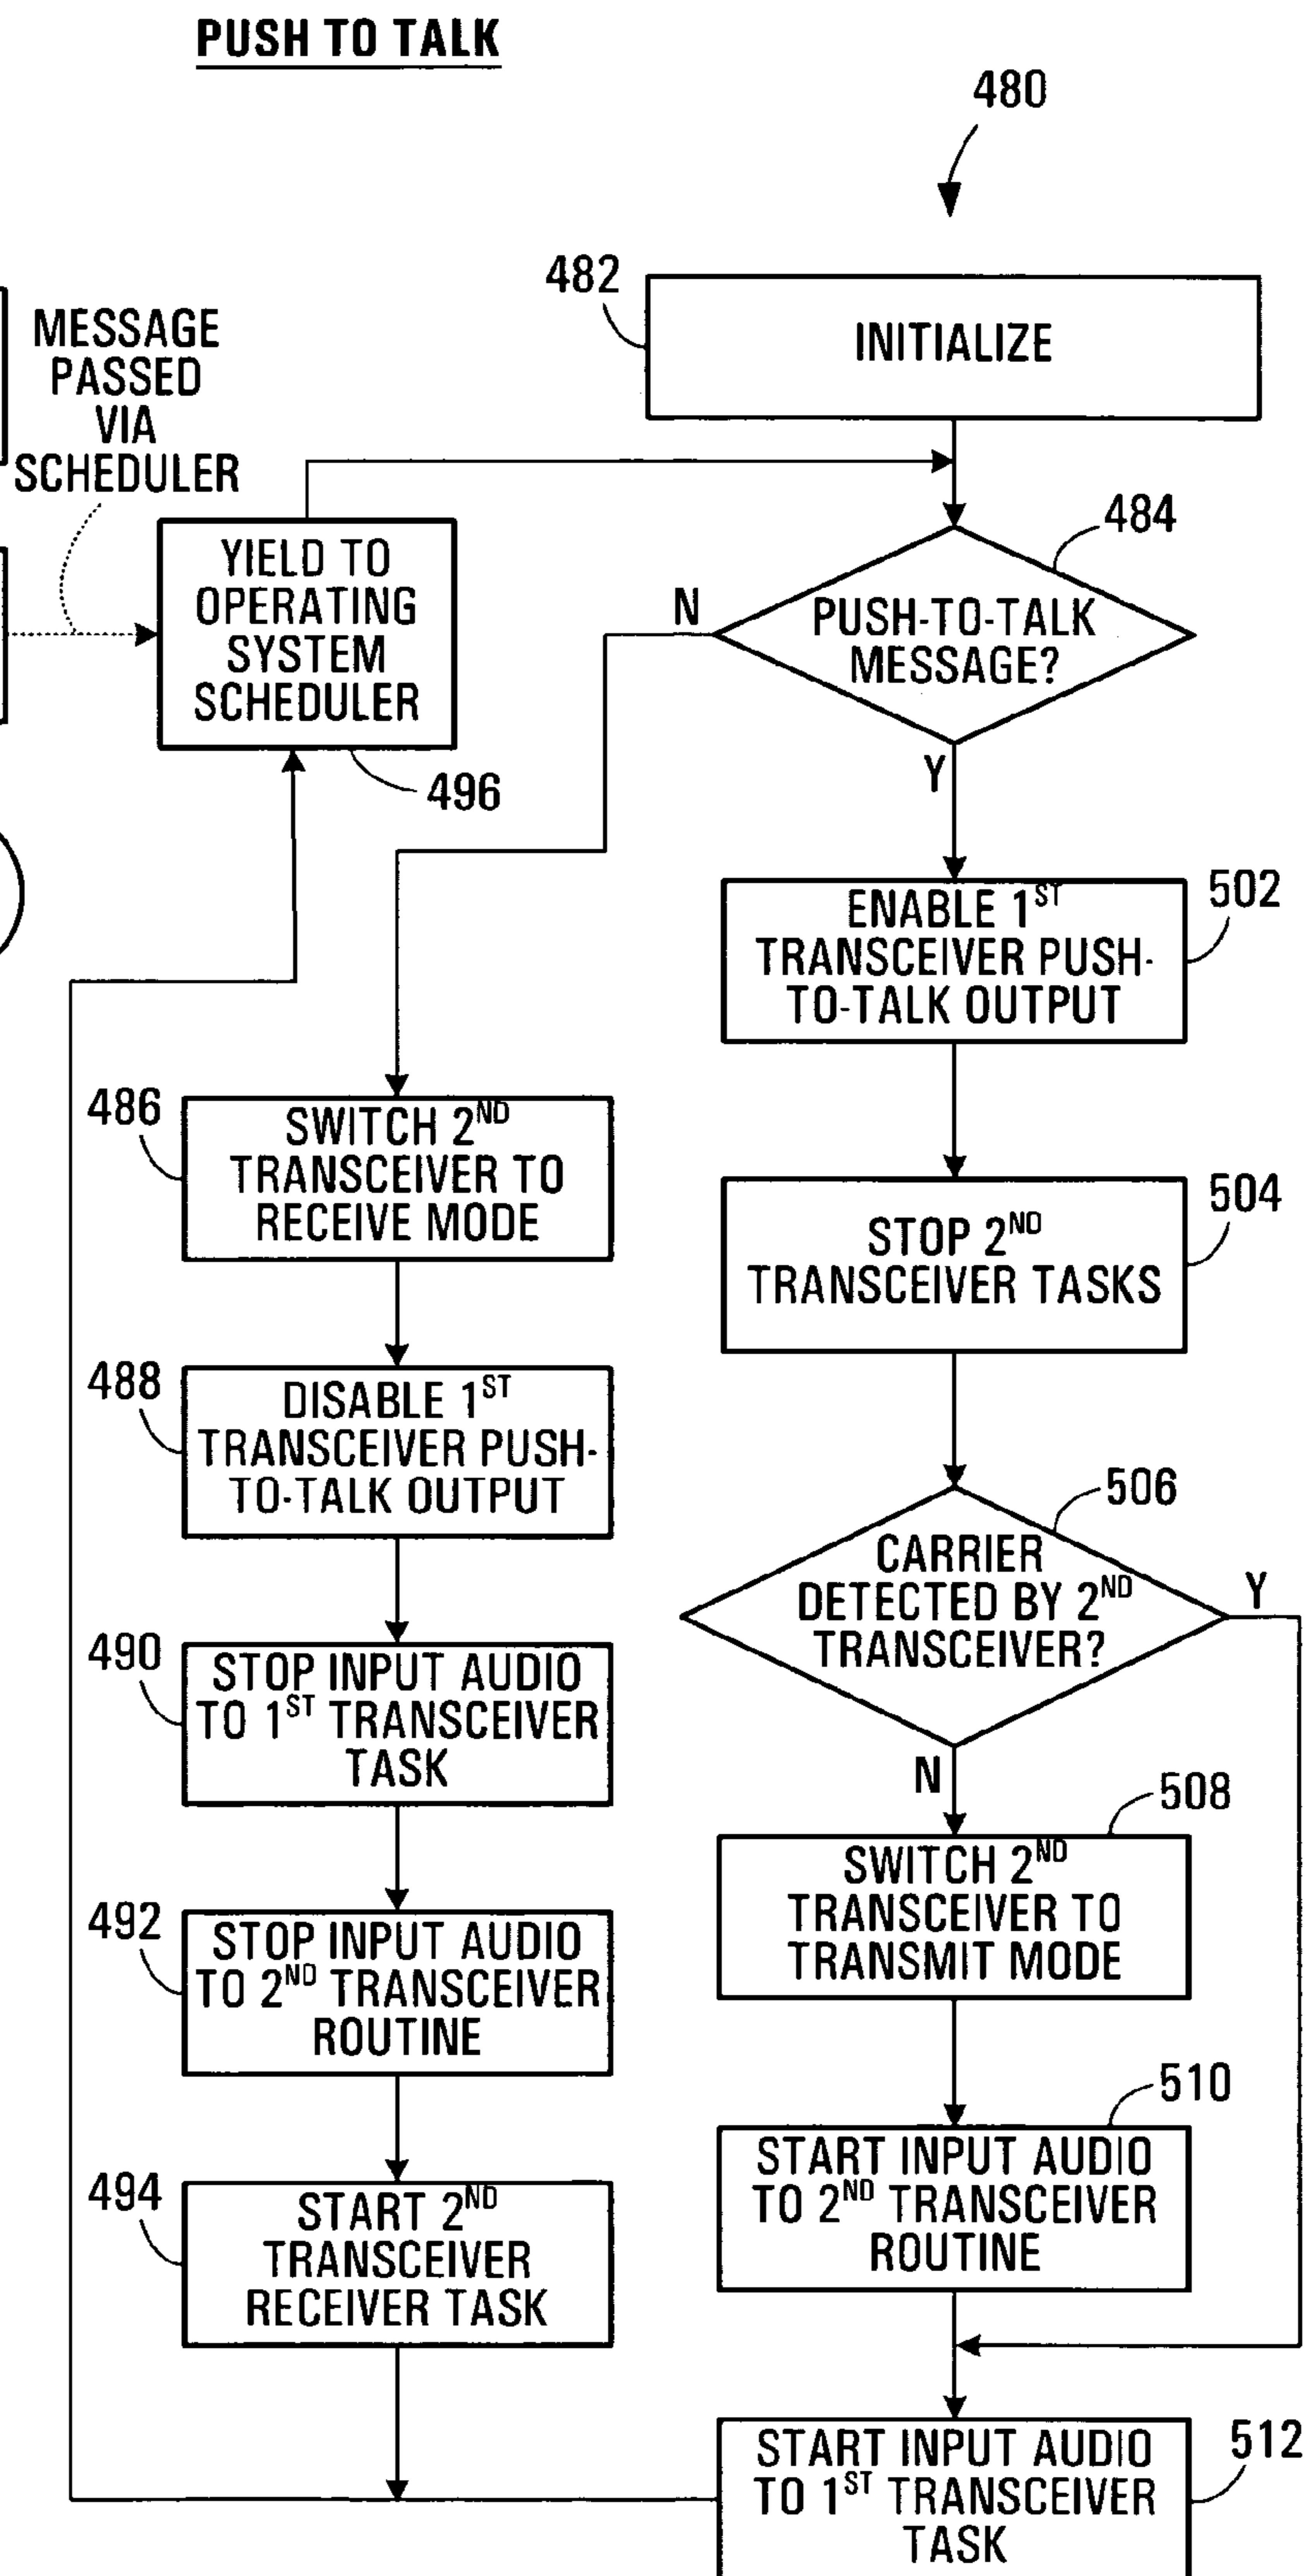 PUSH TO TALK
480
482
INITIALIZE
MESSAGE
PASSED
VIA
SCHEDULER
YIELD TO
OPERATING
SYSTEM
SCHEDULER
496
484
PUSH-TO-TALK
MESSAGE?
N
Y
502
ENABLE 1ST
TRANSCEIVER PUSH-
TO-TALK OUTPUT
504
STOP 2ND
TRANSCEIVER TASKS
506
CARRIER
DETECTED BY 2ND
TRANSCEIVER?
Y
N
508
SWITCH 2ND
TRANSCEIVER TO
TRANSMIT MODE
510
START INPUT AUDIO
TO 2ND TRANSCEIVER
ROUTINE
512
START INPUT AUDIO
TO 1ST TRANSCEIVER
TASK
486
SWITCH 2ND
TRANSCEIVER TO
RECEIVE MODE
488
DISABLE 1ST
TRANSCEIVER PUSH-
TO-TALK OUTPUT
490
STOP INPUT AUDIO
TO 1ST TRANSCEIVER
TASK
492
STOP INPUT AUDIO
TO 2ND TRANSCEIVER
ROUTINE
494
START 2ND
TRANSCEIVER
RECEIVER TASK